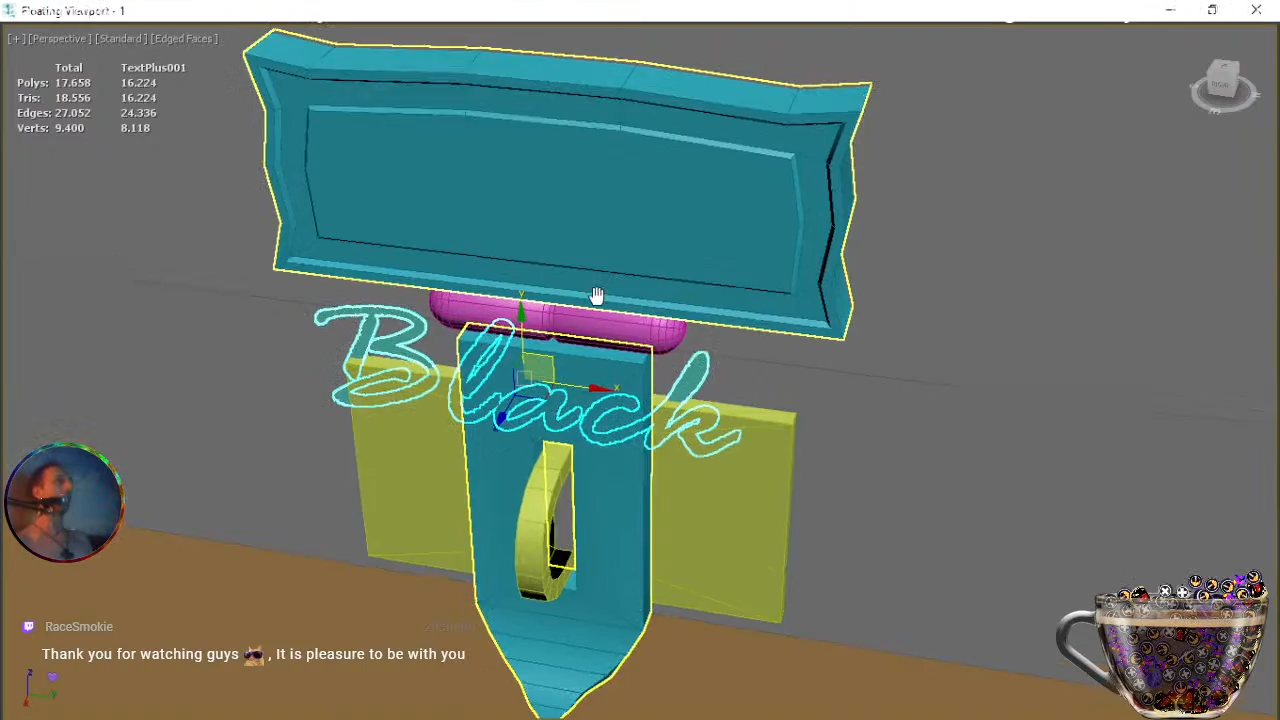 Floating Viewport - 1
[+] [Perspective] [Standard] [Edged Faces]
Total TextPlus001
Polys: 17.658 16.224
Tris: 18.556 16.224
Edges: 27.052 24.336
Verts: 9.400 8.118
y
x
Black
RaceSmokie
Thank you for watching guys , It is pleasure to be with you